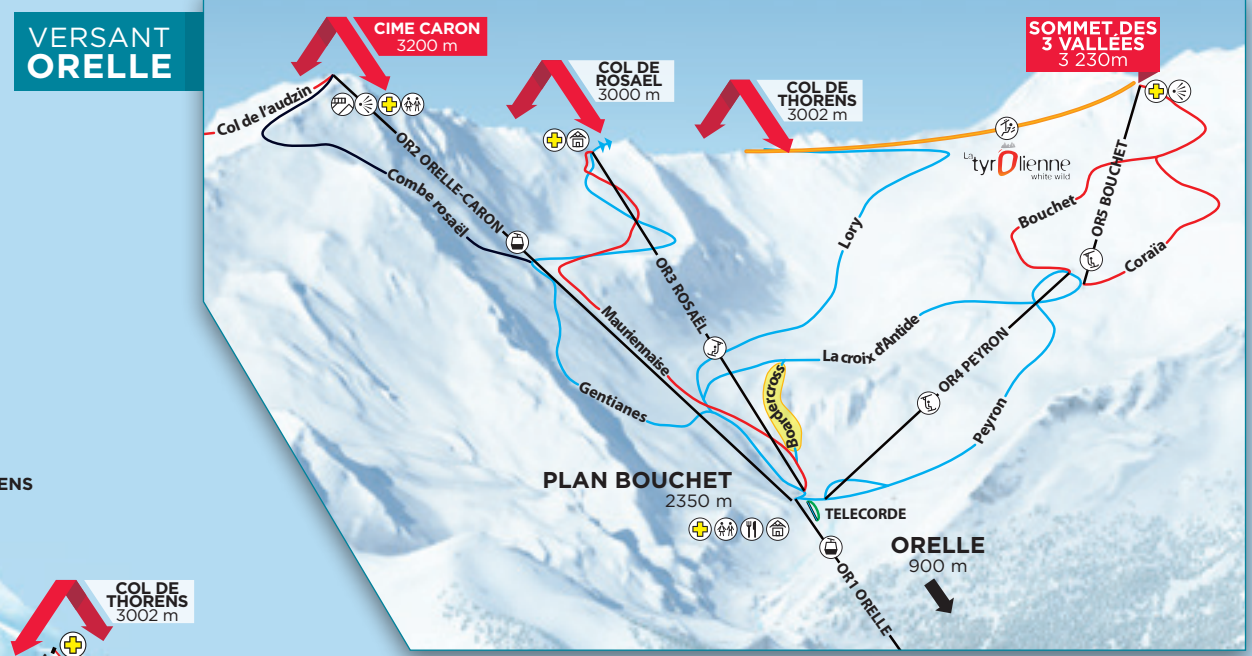 VERSANT
ORELLE
CIME CARON
3200 m
COL DE
ROSAEL
3000 m
COL DE
THORENS
3002 m
SOMMET DES
3 VALLÉES
3 230m
Col de l'audzin
OR2 ORELLE-CARON
Combe rosaël
La tyrOlienne
white wild
Bouchet
OR5 BOUCHET
Coraïa
Lory
OR3 ROSAËL
Mauriennaise
La croix d'Antide
OR4 PEYRON
Gentianes
Boardercross
Peyron
PLAN BOUCHET
2350 m
TELECORDE
ORELLE
900 m
OR1 ORELLE
ENS
COL DE
THORENS
3002 m